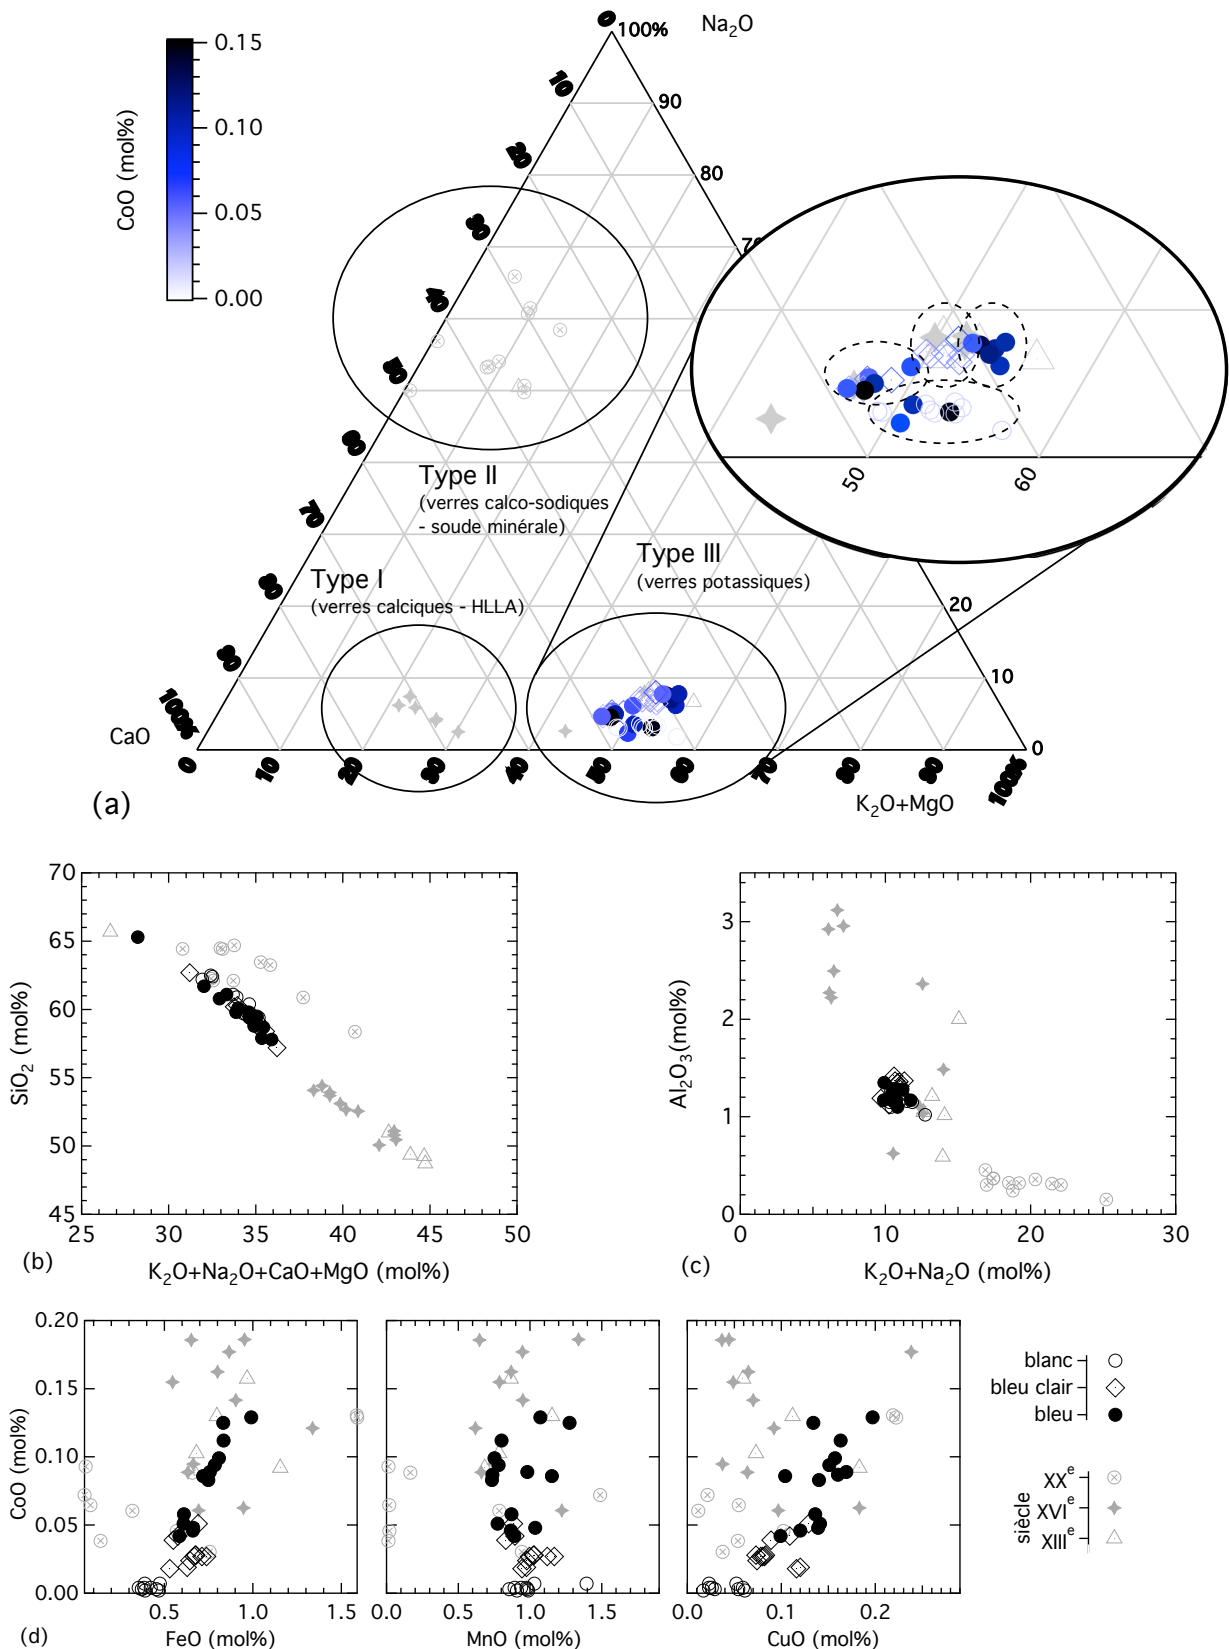 Na₂O
100%
0
CoO (mol%)
0.15
0.10
0.05
0.00
10
20
30
40
50
60
70
80
90
100%
90
80
70
20
10
0
50
60
Type II
(verres calco-sodiques
- soude minérale)
Type III
(verres potassiques)
Type I
(verres calciques - HLLA)
CaO
0
10
20
30
40
50
60
70
80
90
100%
K₂O+MgO
(a)
SiO₂ (mol%)
70
65
60
55
50
45
25
30
35
40
45
50
(b)
K₂O+Na₂O+CaO+MgO (mol%)
Al₂O₃(mol%)
3
2
1
0
0
10
20
30
(c)
K₂O+Na₂O (mol%)
CoO (mol%)
0.20
0.15
0.10
0.05
0.00
0.5
1.0
1.5
0.0
0.5
1.0
1.5
0.0
0.1
0.2
(d)
FeO (mol%)
MnO (mol%)
CuO (mol%)
blanc
bleu clair
bleu
siècle
XXᵉ
XVIᵉ
XIIIᵉ